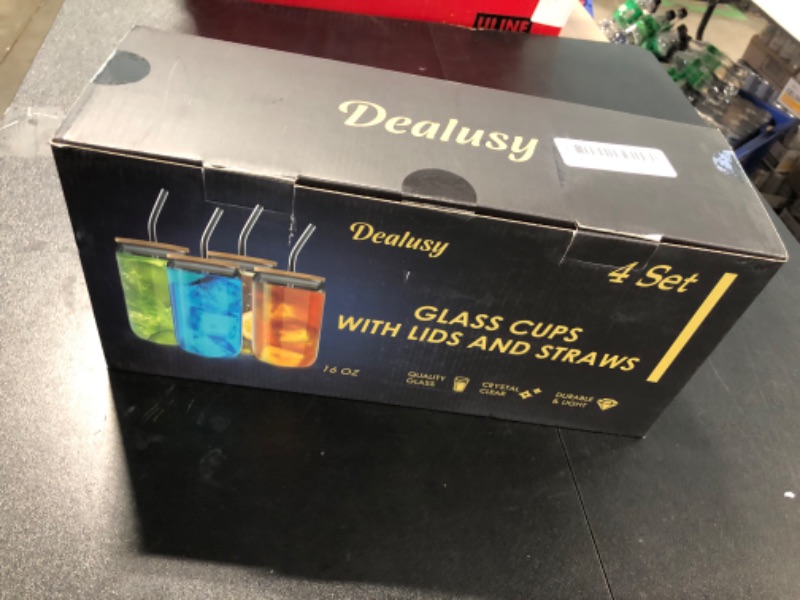 ULINE
Dealusy
Dealusy
4 Set
GLASS CUPS
WITH LIDS AND STRAWS
16 OZ
QUALITY
GLASS
CRYSTAL
CLEAR
DURABLE
& LIGHT